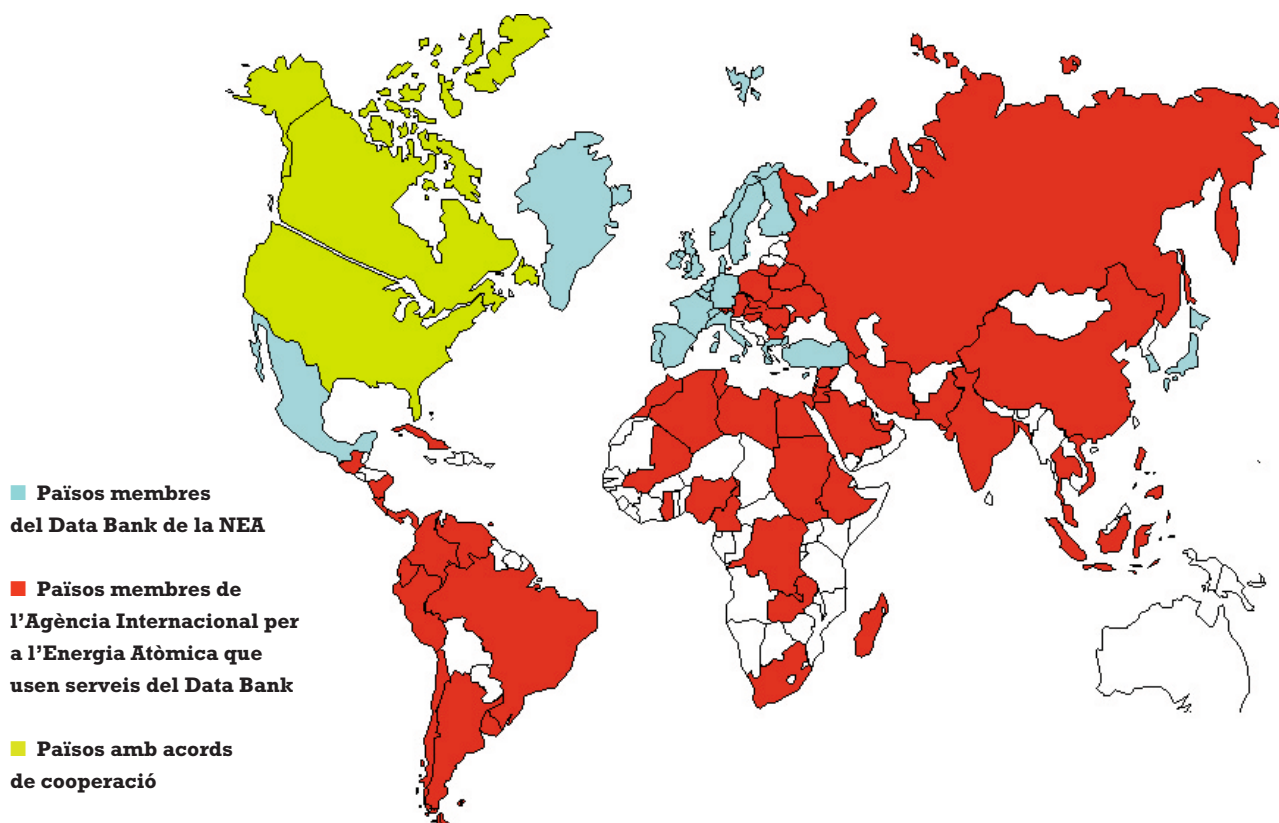 Països membres
del Data Bank de la NEA
Països membres de
l’Agència Internacional per
a l’Energia Atòmica que
usen serveis del Data Bank
Països amb acords
de cooperació